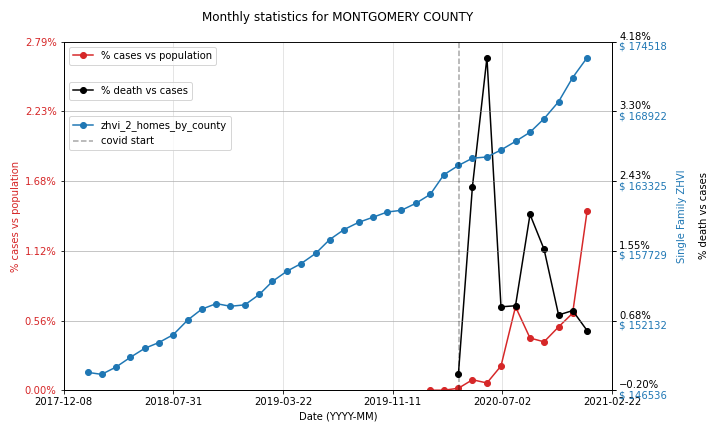 Monthly statistics for MONTGOMERY COUNTY
2.79%
2.23%
1.68%
1.12%
0.56%
0.00%
% cases vs population
% cases vs population
% death vs cases
zhvi_2_homes_by_county
covid start
4.18%
$ 174518
3.30%
$ 168922
2.43%
$ 163325
1.55%
$ 157729
0.68%
$ 152132
−0.20%
$ 146536
Single Family ZHVI
% death vs cases
2017-12-08
2018-07-31
2019-03-22
2019-11-11
2020-07-02
2021-02-22
Date (YYYY-MM)